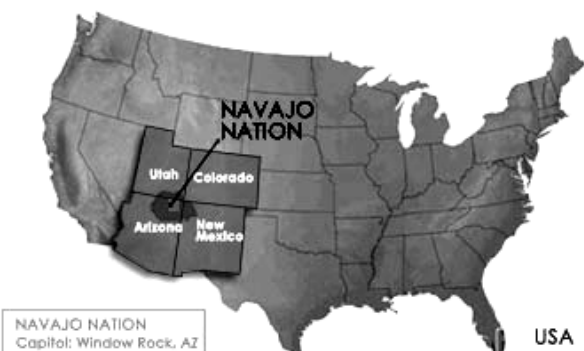 NAVAJO
NATION
Utah
Colorado
Arizona
New
Mexico
NAVAJO NATION
Capitol: Window Rock, AZ
USA